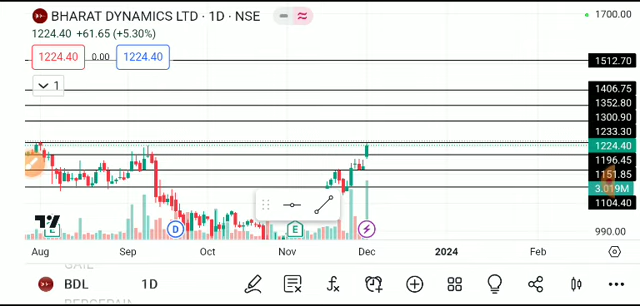 BHARAT DYNAMICS LTD · 1D · NSE
1224.40 +61.65 (+5.30%)
1224.40 0.00 1224.40
1
1700.00
1512.70
1406.75
1352.80
1300.90
1233.30
1224.40
1196.45
1151.85
3.019M
1104.40
990.00
D E
Aug Sep Oct Nov Dec 2024 Feb
BDL 1D